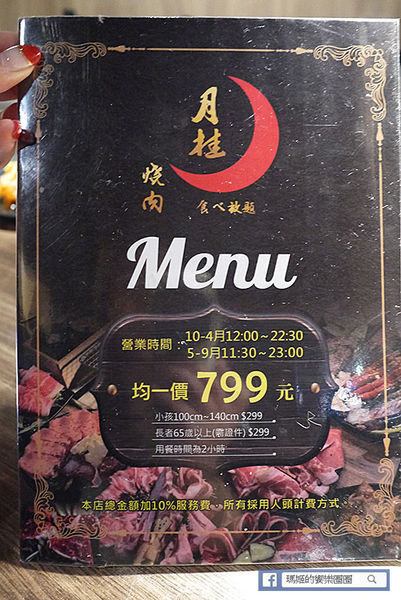 月桂
燒肉
食べ放題
Menu
營業時間：
10-4月12:00～22:30
5-9月11:30～23:00
均一價 799 元
小孩100cm~140cm $299
長者65歲以上(需證件) $299
用餐時間為2小時
本店總金額加10%服務費、所有採用人頭計費方式。
瑪姬的饗樂圈圈